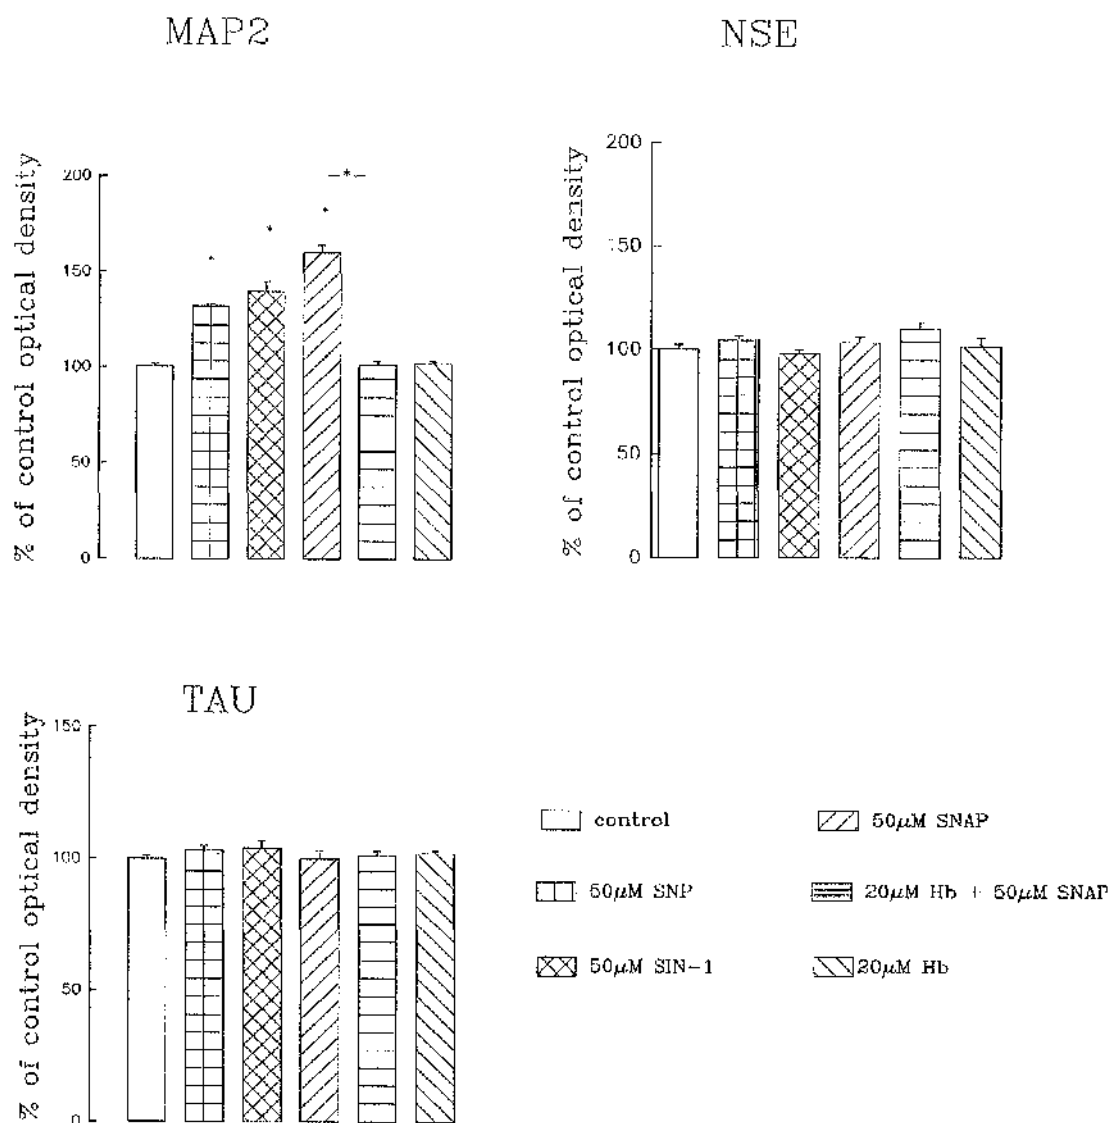 MAP2
% of control optical density
200
150
100
50
0
*
*
*
*
NSE
% of control optical density
200
150
100
50
0
TAU
% of control optical density
150
100
50
0
control
50μM SNP
50μM SIN-1
50μM SNAP
20μM Hb + 50μM SNAP
20μM Hb